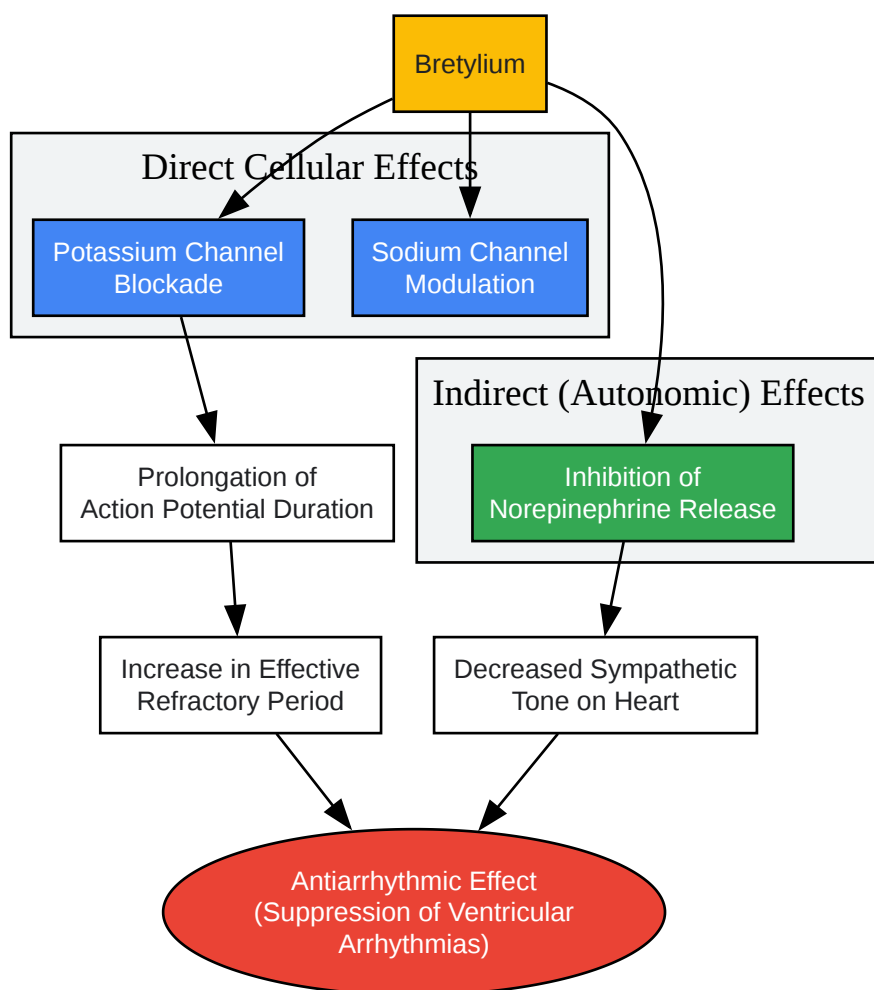 Bretylium
Direct Cellular Effects
Potassium Channel
Blockade
Sodium Channel
Modulation
Indirect (Autonomic) Effects
Prolongation of
Action Potential Duration
Inhibition of
Norepinephrine Release
Increase in Effective
Refractory Period
Decreased Sympathetic
Tone on Heart
Antiarrhythmic Effect
(Suppression of Ventricular
Arrhythmias)